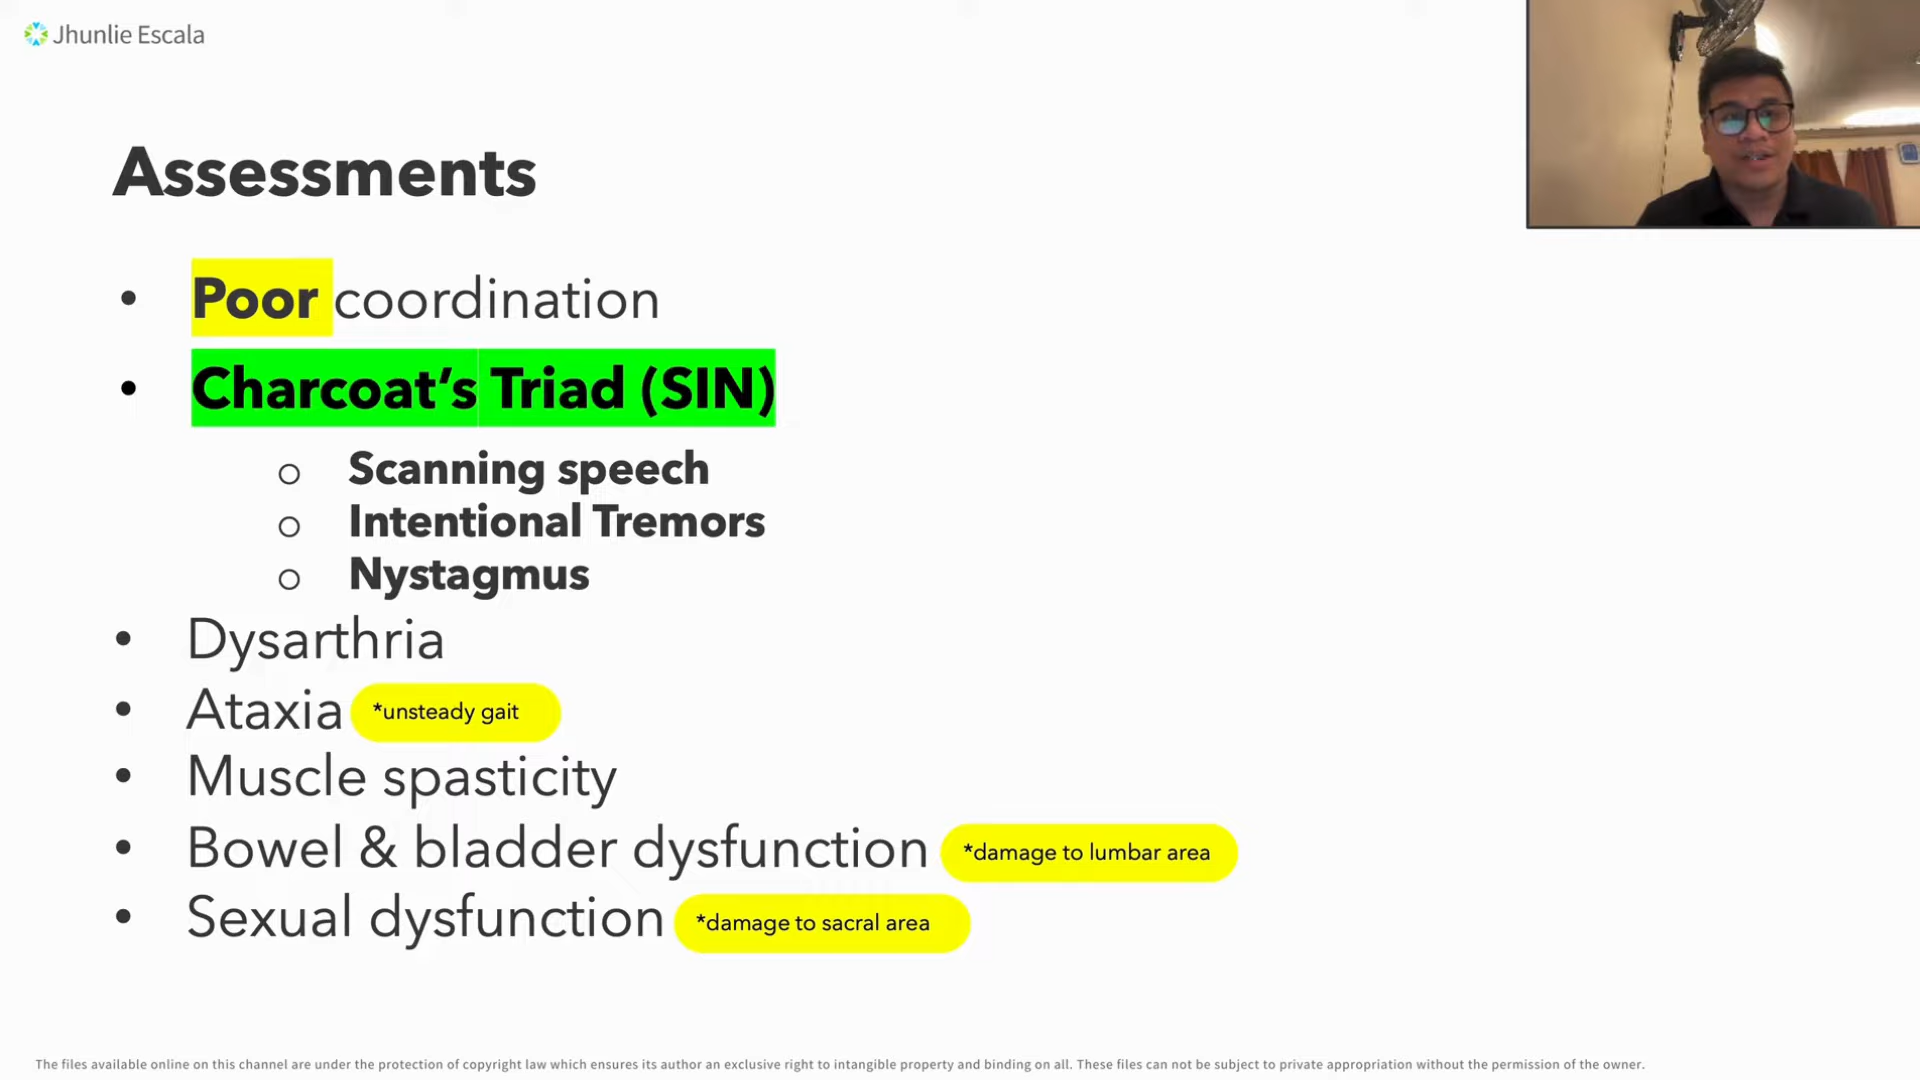 Jhunlie Escala
Assessments
• Poor coordination
• Charcoat’s Triad (SIN)
○ Scanning speech
○ Intentional Tremors
○ Nystagmus
• Dysarthria
• Ataxia *unsteady gait
• Muscle spasticity
• Bowel & bladder dysfunction *damage to lumbar area
• Sexual dysfunction *damage to sacral area
The files available online on this channel are under the protection of copyright law which ensures its author an exclusive right to intangible property and binding on all. These files can not be subject to private appropriation without the permission of the owner.